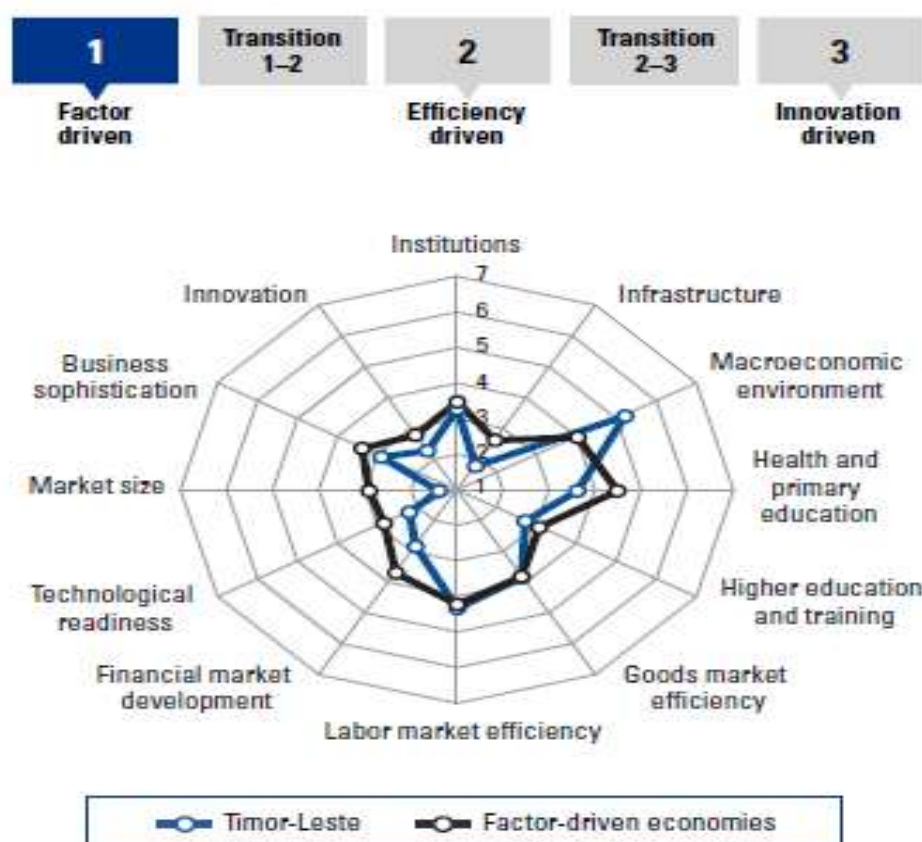 1
Transition
1–2
2
Transition
2–3
3
Factor
driven
Efficiency
driven
Innovation
driven
Institutions
7
Innovation
Infrastructure
6
5
Business
sophistication
Macroeconomic
environment
4
3
2
Market size
1
Health and
primary
education
Technological
readiness
Higher education
and training
Financial market
development
Goods market
efficiency
Labor market efficiency
Timor-Leste
Factor-driven economies